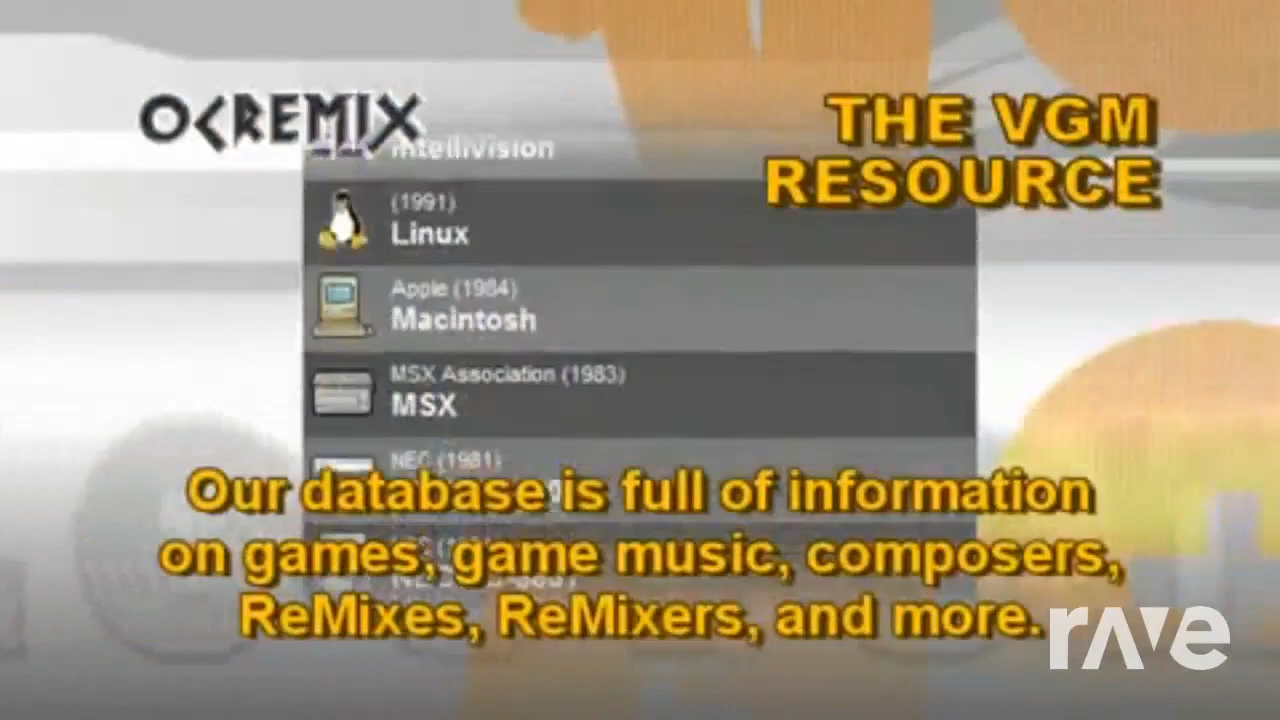 OCREMIX
THE VGM
RESOURCE
Intellivision
(1991)
Linux
Apple (1984)
Macintosh
MSX Association (1983)
MSX
NEC (1981)
Our database is full of information
on games, game music, composers,
ReMixes, ReMixers, and more.
rave